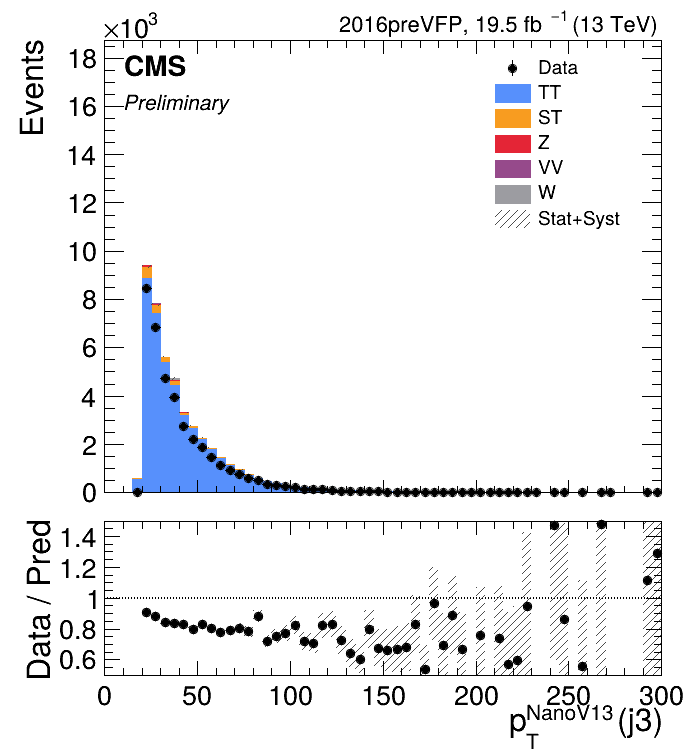 ×10³
2016preVFP, 19.5 fb⁻¹ (13 TeV)
CMS
Preliminary
Events
18
16
14
12
10
8
6
4
2
0
Data
TT
ST
Z
VV
W
Stat+Syst
Data / Pred
1.4
1.2
1
0.8
0.6
0 50 100 150 200 250 300
p_T^NanoV13 (j3)